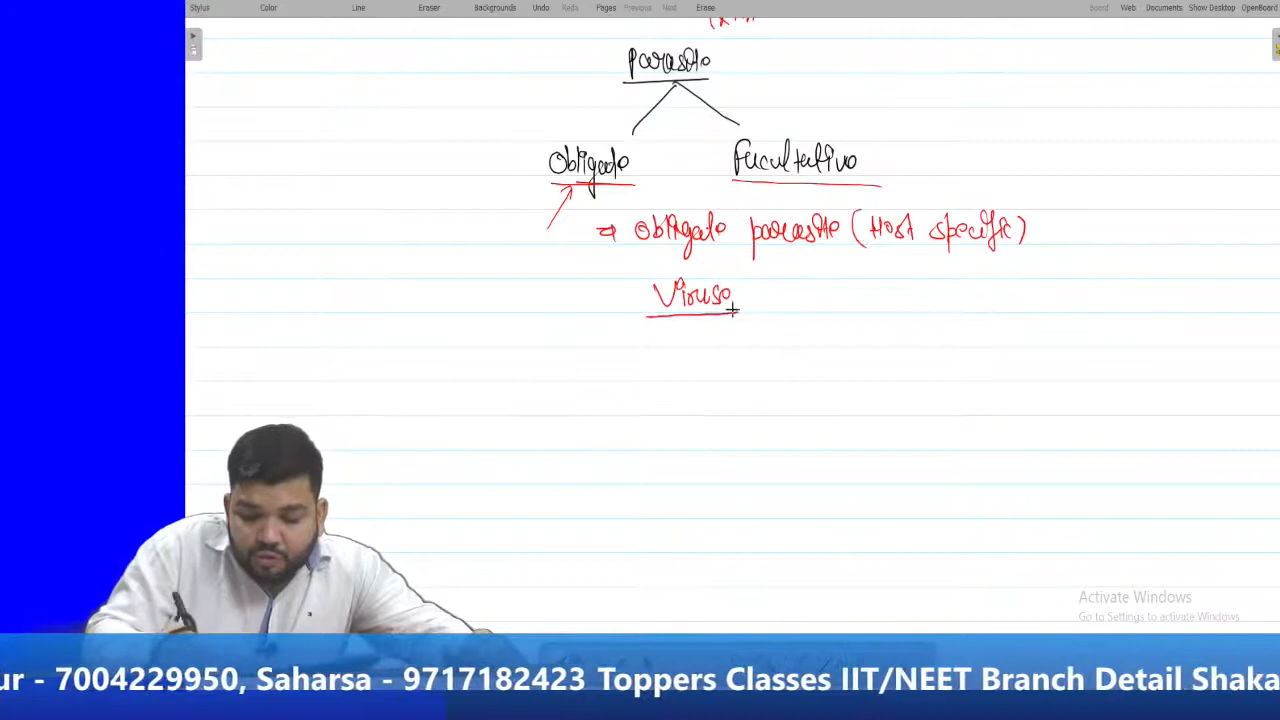 Stylus Color Line Eraser Backgrounds Undo Redo Pages Previous Next Erase board Web Documents Show Desktop OpenBoard
parasite
Obligate Facultative
⇒ Obligate parasite (Host specific)
Viruse
Activate Windows
Go to Settings to activate Windows.
ur - 7004229950, Saharsa - 9717182423 Toppers Classes IIT/NEET Branch Detail Shaka